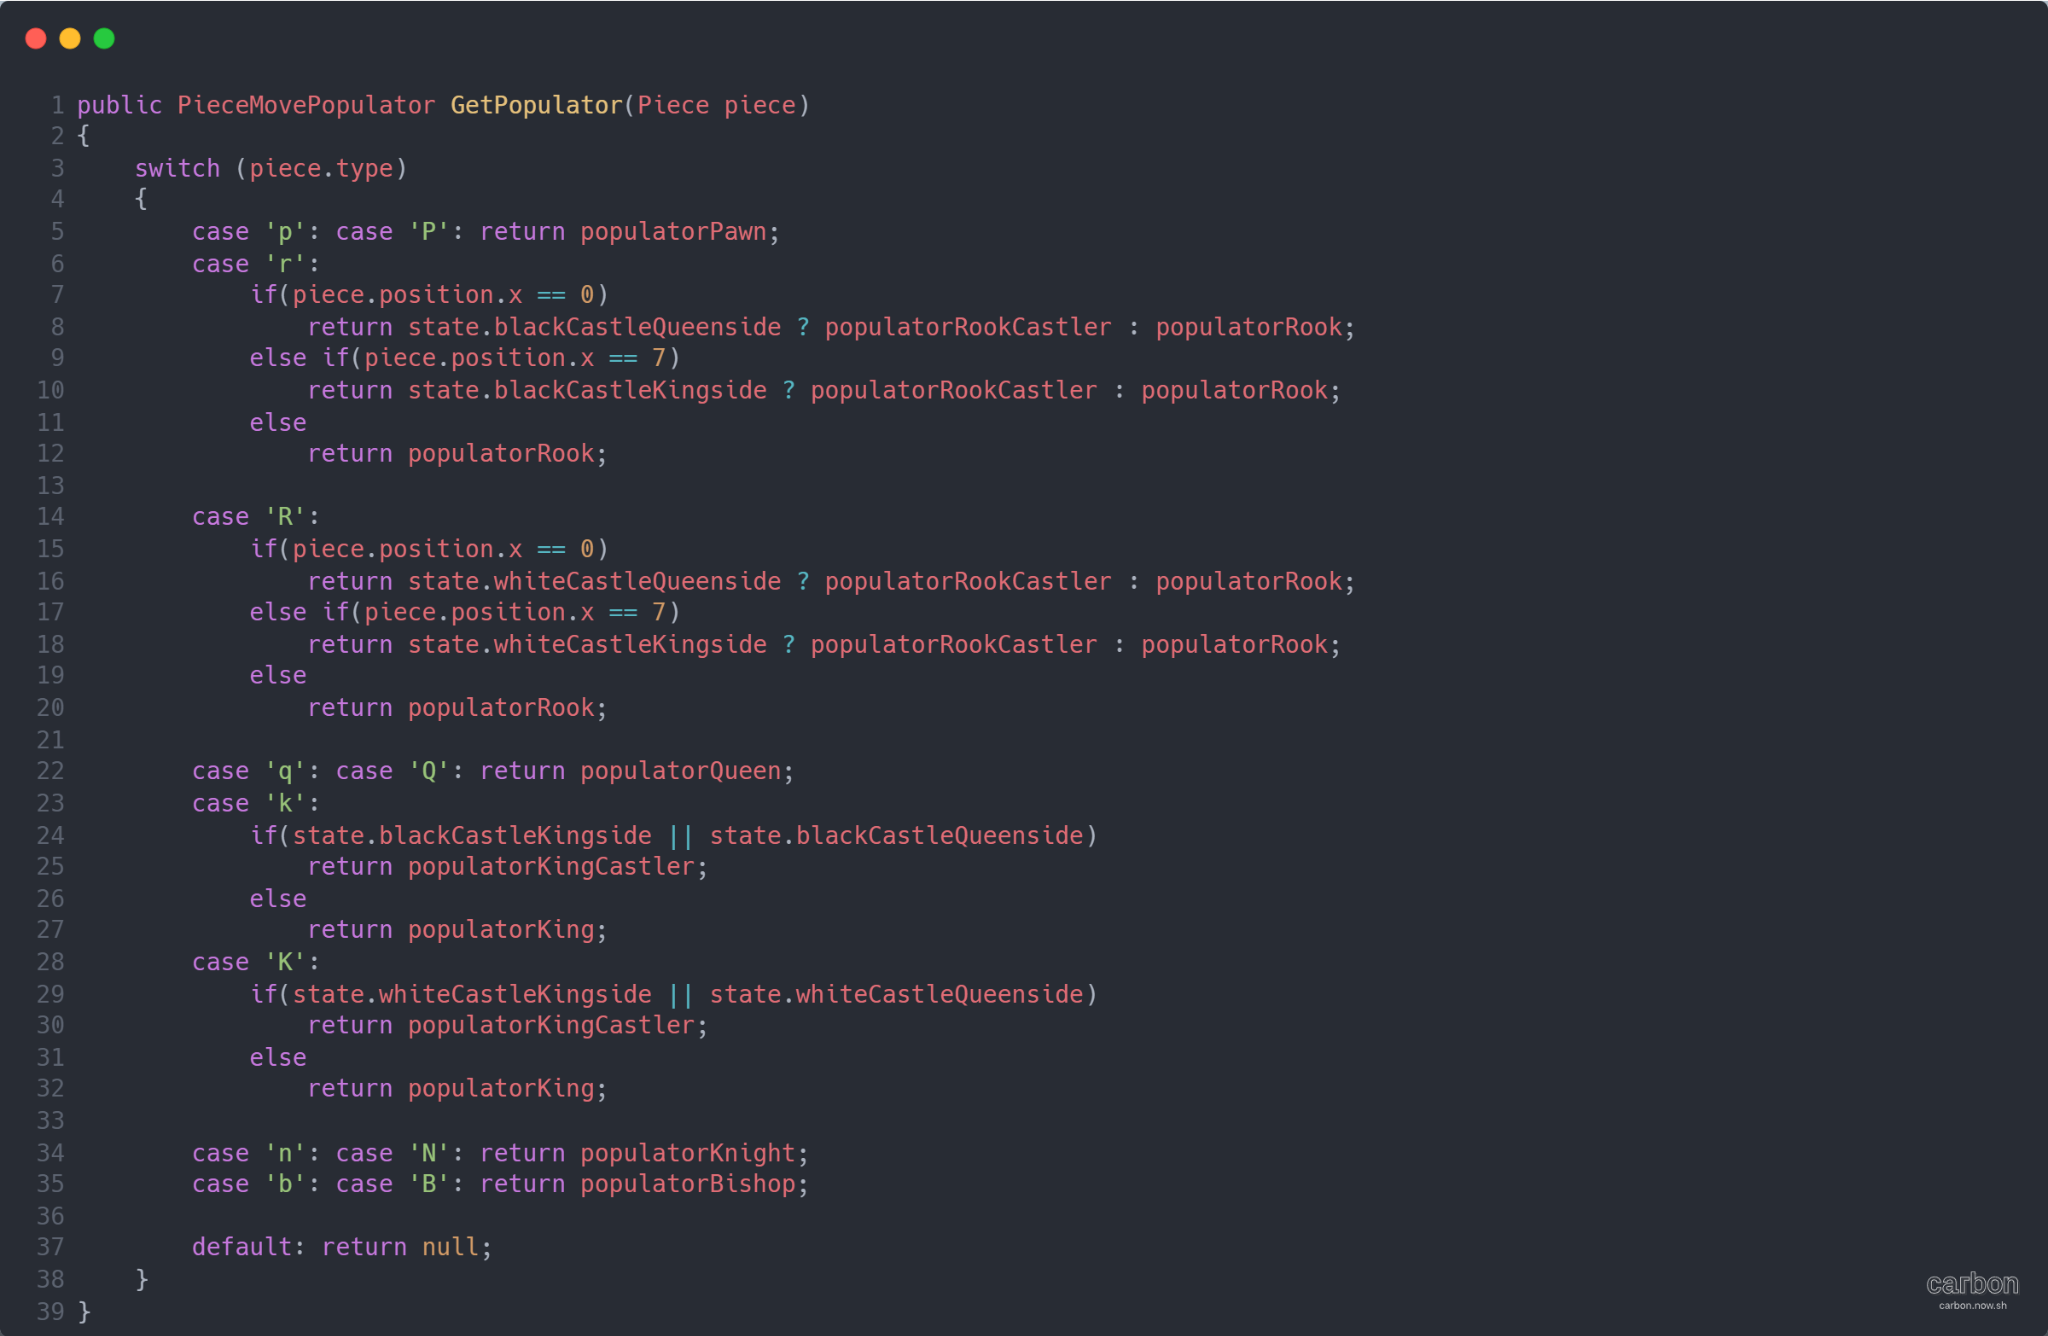 1 public PieceMovePopulator GetPopulator(Piece piece)
2 {
3     switch (piece.type)
4     {
5         case 'p': case 'P': return populatorPawn;
6         case 'r':
7             if(piece.position.x == 0)
8                 return state.blackCastleQueenside ? populatorRookCastler : populatorRook;
9             else if(piece.position.x == 7)
10                 return state.blackCastleKingside ? populatorRookCastler : populatorRook;
11             else
12                 return populatorRook;
13
14         case 'R':
15             if(piece.position.x == 0)
16                 return state.whiteCastleQueenside ? populatorRookCastler : populatorRook;
17             else if(piece.position.x == 7)
18                 return state.whiteCastleKingside ? populatorRookCastler : populatorRook;
19             else
20                 return populatorRook;
21
22         case 'q': case 'Q': return populatorQueen;
23         case 'k':
24             if(state.blackCastleKingside || state.blackCastleQueenside)
25                 return populatorKingCastler;
26             else
27                 return populatorKing;
28         case 'K':
29             if(state.whiteCastleKingside || state.whiteCastleQueenside)
30                 return populatorKingCastler;
31             else
32                 return populatorKing;
33
34         case 'n': case 'N': return populatorKnight;
35         case 'b': case 'B': return populatorBishop;
36
37         default: return null;
38     }
39 }
carbon
carbon.now.sh